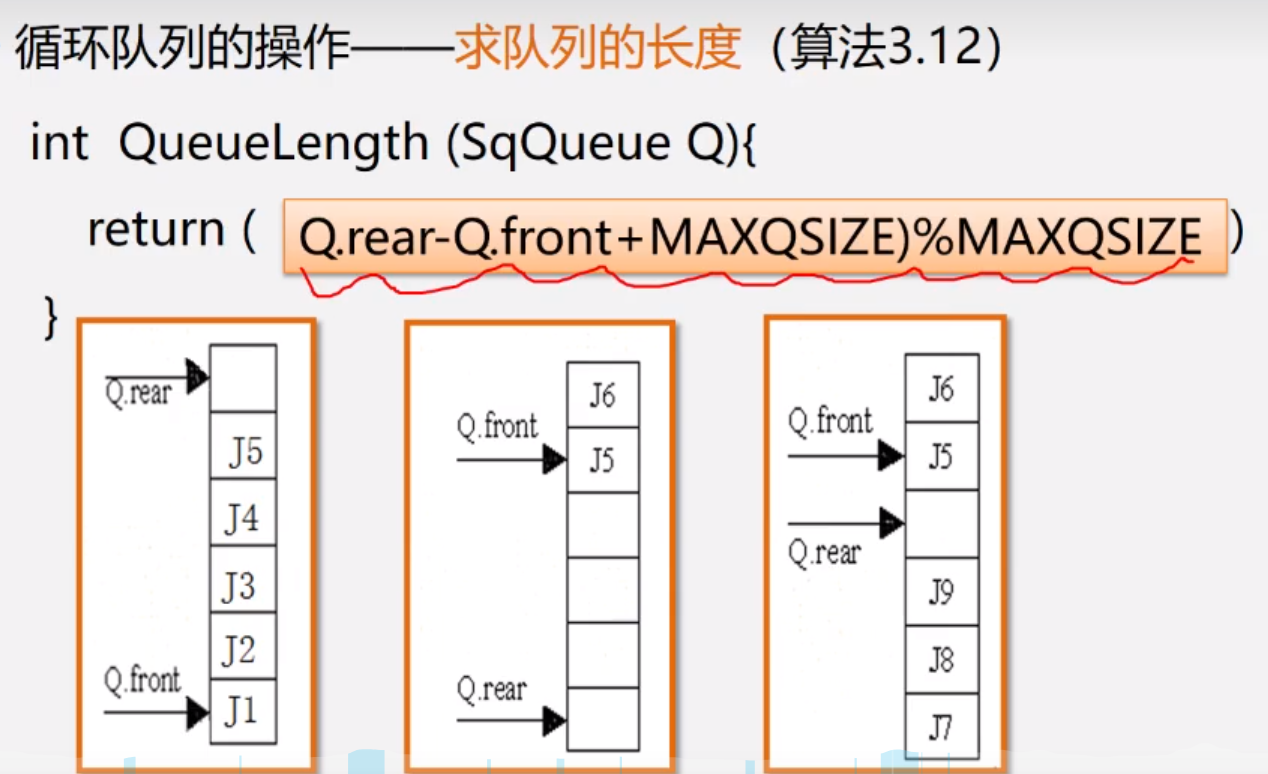 循环队列的操作——求队列的长度（算法3.12）
int QueueLength (SqQueue Q){
return ( Q.rear-Q.front+MAXQSIZE)%MAXQSIZE )
}
Q.rear
J5
J4
J3
J2
Q.front
J1
J6
Q.front
J5
Q.rear
J6
Q.front
J5
Q.rear
J9
J8
J7